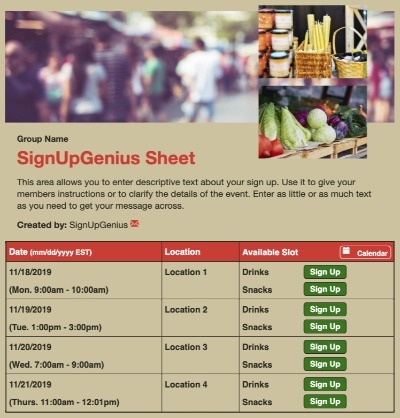 Group Name
SignUpGenius Sheet
This area allows you to enter descriptive text about your sign up. Use it to give your
members instructions or to clarify the details of the event. Enter as little or as much text
as you need to get your message across.
Created by: SignUpGenius
Date (mm/dd/yyyy EST) Location Available Slot Calendar
11/18/2019 Location 1 Drinks Sign Up
(Mon. 9:00am - 10:00am) Snacks Sign Up
11/19/2019 Location 2 Drinks Sign Up
(Tue. 1:00pm - 3:00pm) Snacks Sign Up
11/20/2019 Location 3 Drinks Sign Up
(Wed. 7:00am - 9:00am) Snacks Sign Up
11/21/2019 Location 4 Drinks Sign Up
(Thurs. 11:00am - 12:01pm) Snacks Sign Up